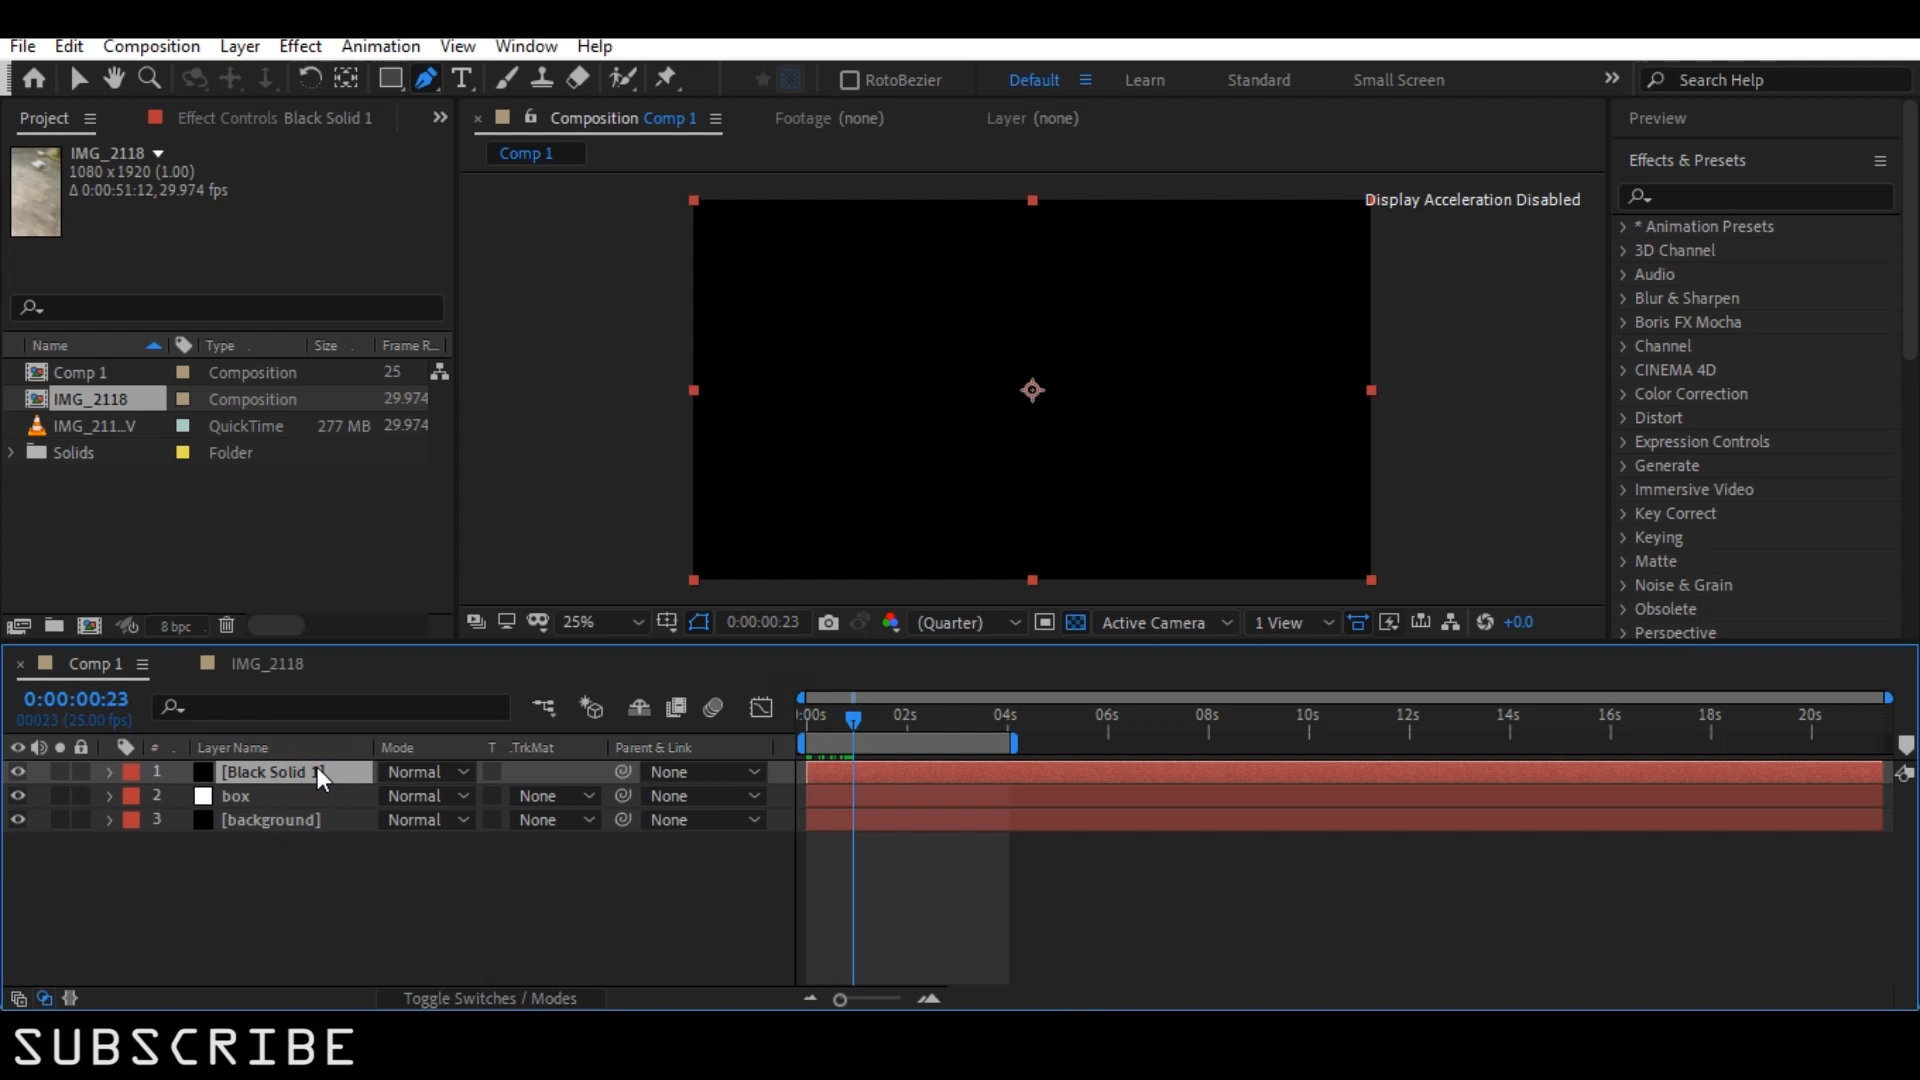 File Edit Composition Layer Effect Animation View Window Help
RotoBezier Default Learn Standard Small Screen Search Help
Project Effect Controls Black Solid 1
IMG_2118
1080 x 1920 (1.00)
Δ 0:00:51:12, 29.974 fps
Name Type Size Frame R...
Comp 1 Composition 25
IMG_2118 Composition 29.974
IMG_211...V QuickTime 277 MB 29.974
Solids Folder
8 bpc
Composition Comp 1 Footage (none) Layer (none)
Comp 1
Display Acceleration Disabled
25% 0:00:00:23 (Quarter) Active Camera 1 View +0.0
Preview
Effects & Presets
* Animation Presets
3D Channel
Audio
Blur & Sharpen
Boris FX Mocha
Channel
CINEMA 4D
Color Correction
Distort
Expression Controls
Generate
Immersive Video
Key Correct
Keying
Matte
Noise & Grain
Obsolete
Perspective
Comp 1 IMG_2118
0:00:00:23
00023 (25.00 fps)
:00s 02s 04s 06s 08s 10s 12s 14s 16s 18s 20s
# Layer Name Mode T .TrkMat Parent & Link
1 [Black Solid 1] Normal None
2 box Normal None None
3 [background] Normal None None
Toggle Switches / Modes
SUBSCRIBE